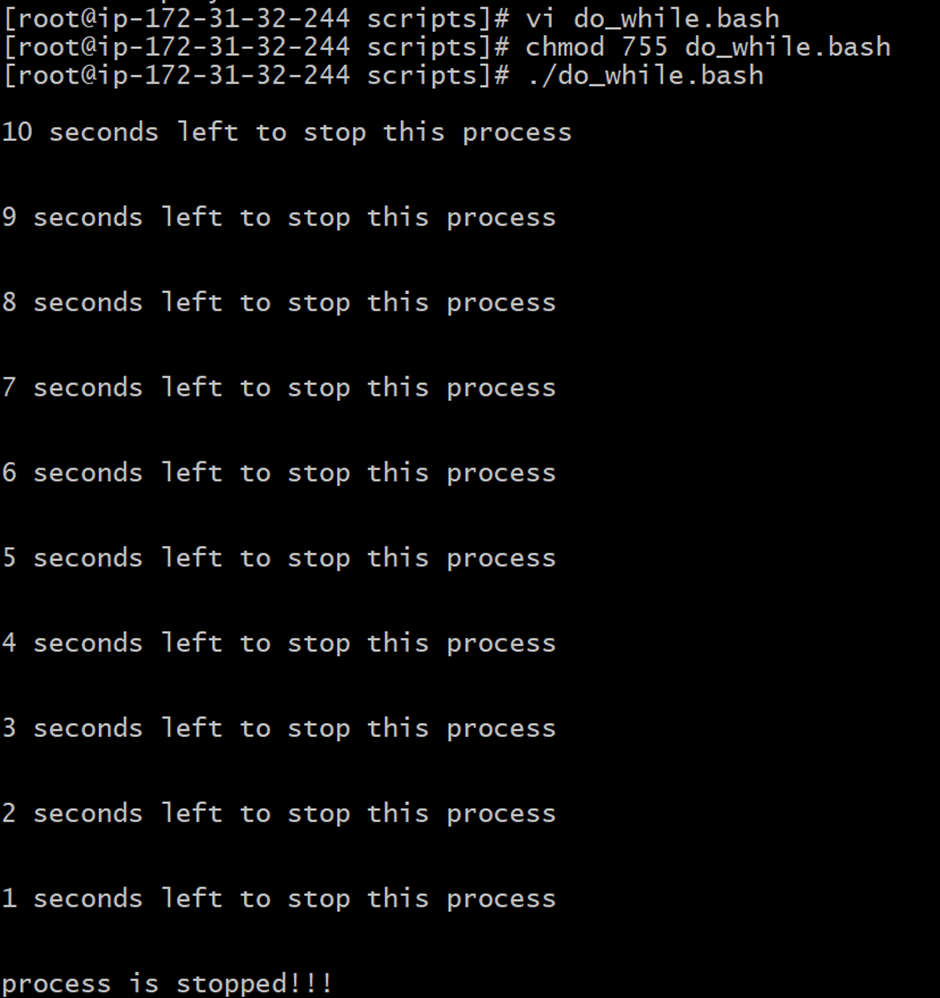 [root@ip-172-31-32-244 scripts]# vi do_while.bash
[root@ip-172-31-32-244 scripts]# chmod 755 do_while.bash
[root@ip-172-31-32-244 scripts]# ./do_while.bash
10 seconds left to stop this process
9 seconds left to stop this process
8 seconds left to stop this process
7 seconds left to stop this process
6 seconds left to stop this process
5 seconds left to stop this process
4 seconds left to stop this process
3 seconds left to stop this process
2 seconds left to stop this process
1 seconds left to stop this process
process is stopped!!!